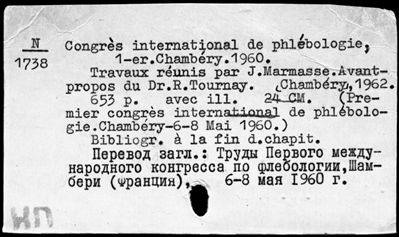 N
1738
Congrès international de phlébologie,
1-er.Chambéry.1960.
Travaux réunis par J.Marmasse.Avant-
propos du Dr.R.Tournay. Chambéry,1962.
653 p. avec ill. 24 CM. (Pre-
mier congrès international de phlébolo-
gie.Chambéry-6-8 Mai 1960.)
Bibliogr. à la fin d.chapit.
Перевод загл.: Труды Первого между-
народного конгресса по флебологии,Шам-
бери (Франция), 6-8 мая 1960 г.
КП